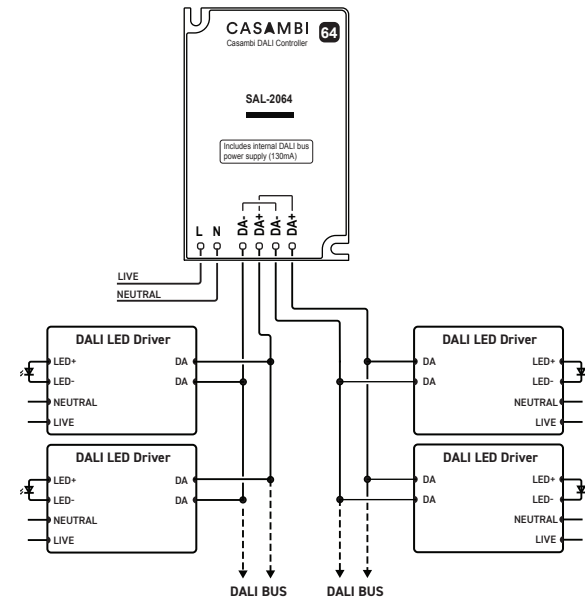 CASAMBI
64
Casambi DALI Controller
SAL-2064
Includes internal DALI bus
power supply (130mA)
L N DA- DA+ DA- DA+
LIVE
NEUTRAL
DALI LED Driver
LED+ DA
LED- DA
NEUTRAL
LIVE
DALI LED Driver
DA LED+
DA LED-
NEUTRAL
LIVE
DALI LED Driver
LED+ DA
LED- DA
NEUTRAL
LIVE
DALI LED Driver
DA LED+
DA LED-
NEUTRAL
LIVE
DALI BUS DALI BUS